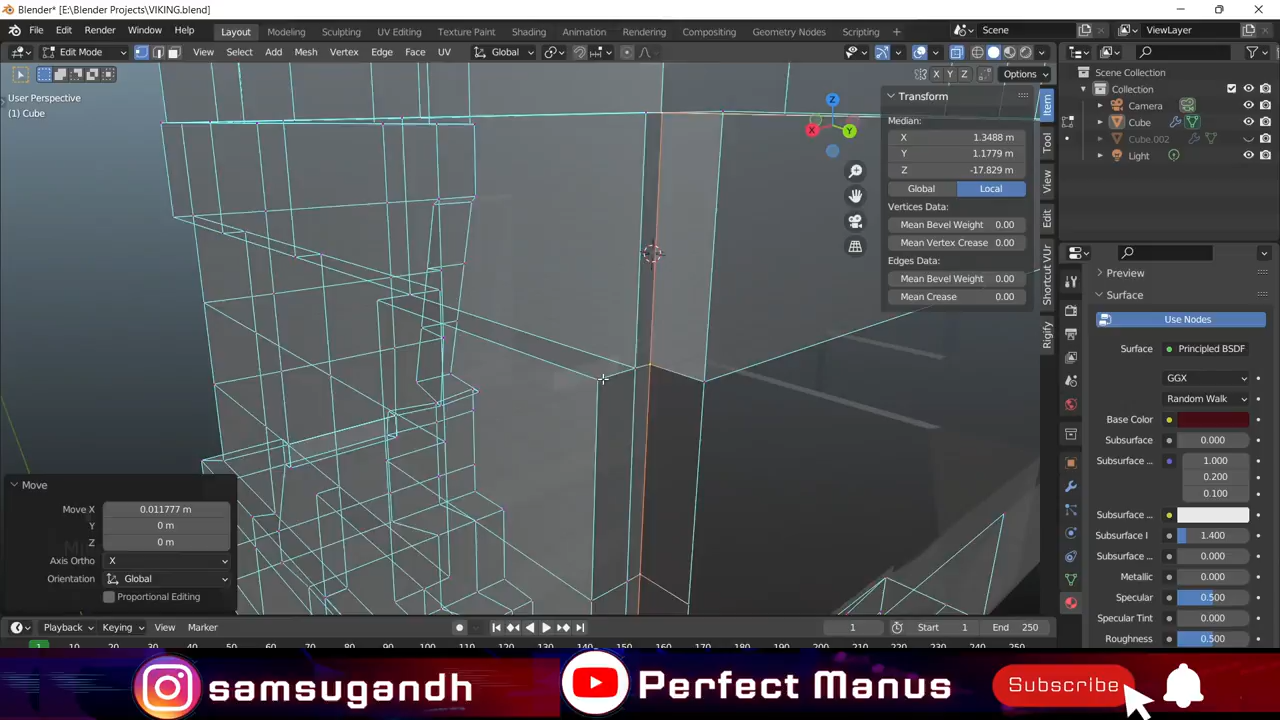 Blender* [E:\Blender Projects\VIKING.blend]
File Edit Render Window Help Layout Modeling Sculpting UV Editing Texture Paint Shading Animation Rendering Compositing Geometry Nodes Scripting + Scene ViewLayer
Edit Mode View Select Add Mesh Vertex Edge Face UV Global
X Y Z Options
User Perspective
(1) Cube
Z
X Y
Transform
Median:
X 1.3488 m
Y 1.1779 m
Z -17.829 m
Global Local
Vertices Data:
Mean Bevel Weight 0.00
Mean Vertex Crease 0.00
Edges Data:
Mean Bevel Weight 0.00
Mean Crease 0.00
Item
Tool
View
Edit
Shortcut VUr
Rigify
Scene Collection
Collection
Camera
Cube
Cube.002
Light
Preview
Surface
Use Nodes
Surface Principled BSDF
GGX
Random Walk
Base Color
Subsurface 0.000
Subsurface ... 1.000
0.200
0.100
Subsurface ...
Subsurface I 1.400
Subsurface ... 0.000
Metallic 0.000
Specular 0.500
Specular Tint 0.000
Roughness 0.500
Move
Move X 0.011777 m
Y 0 m
Z 0 m
Axis Ortho X
Orientation Global
Proportional Editing
Playback Keying View Marker 1 Start 1 End 250
1
samsugandh Perfect Manus Subscribe